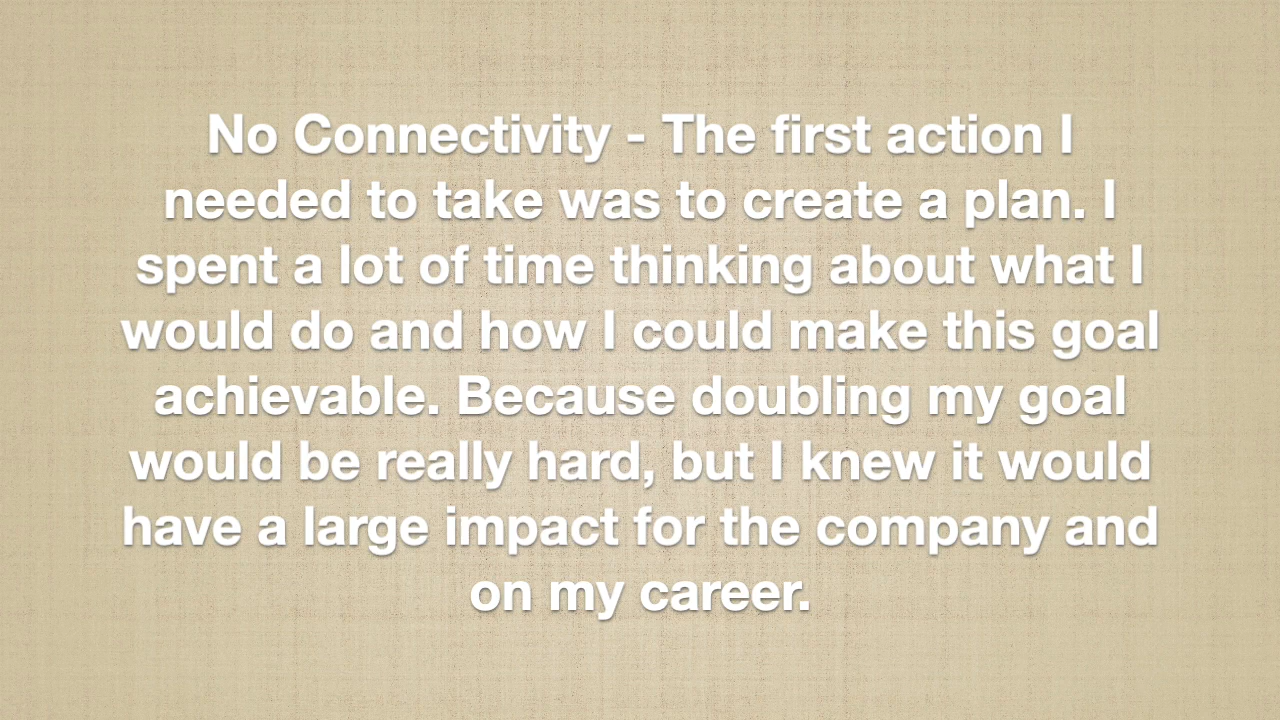 No Connectivity - The first action I
needed to take was to create a plan. I
spent a lot of time thinking about what I
would do and how I could make this goal
achievable. Because doubling my goal
would be really hard, but I knew it would
have a large impact for the company and
on my career.